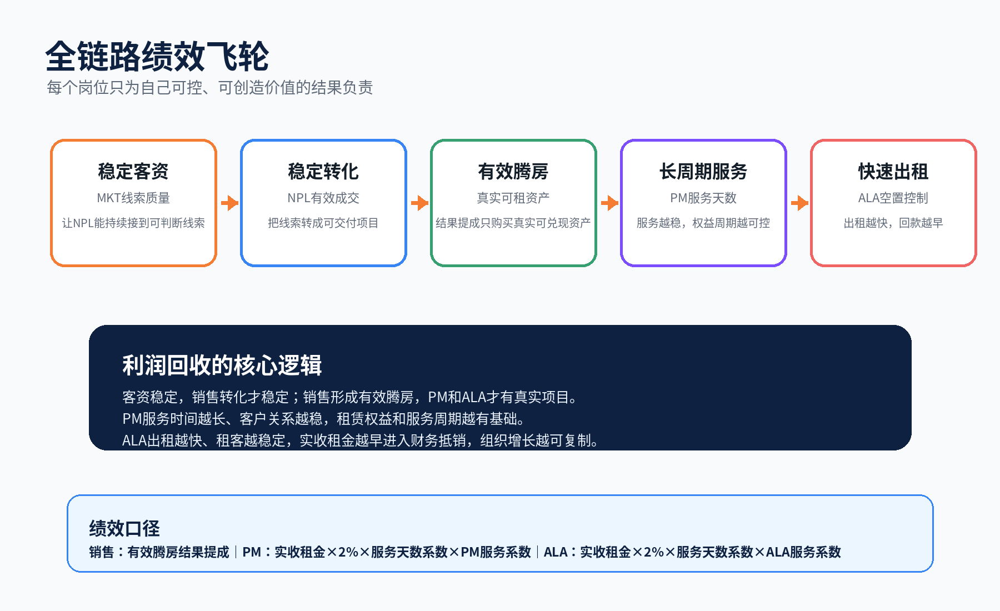 全链路绩效飞轮
每个岗位只为自己可控、可创造价值的结果负责
稳定客资
MKT线索质量
让NPL能持续接到可判断线索
稳定转化
NPL有效成交
把线索转成可交付项目
有效腾房
真实可租资产
结果提成只购买真实可兑现资产
长周期服务
PM服务天数
服务越稳，权益周期越可控
快速出租
ALA空置控制
出租越快，回款越早
利润回收的核心逻辑
客资稳定，销售转化才稳定；销售形成有效腾房，PM和ALA才有真实项目。
PM服务时间越长、客户关系越稳，租赁权益和服务周期越有基础。
ALA出租越快、租客越稳定，实收租金越早进入财务抵销，组织增长越可复制。
绩效口径
销售：有效腾房结果提成｜PM：实收租金×2%×服务天数系数×PM服务系数｜ALA：实收租金×2%×服务天数系数×ALA服务系数